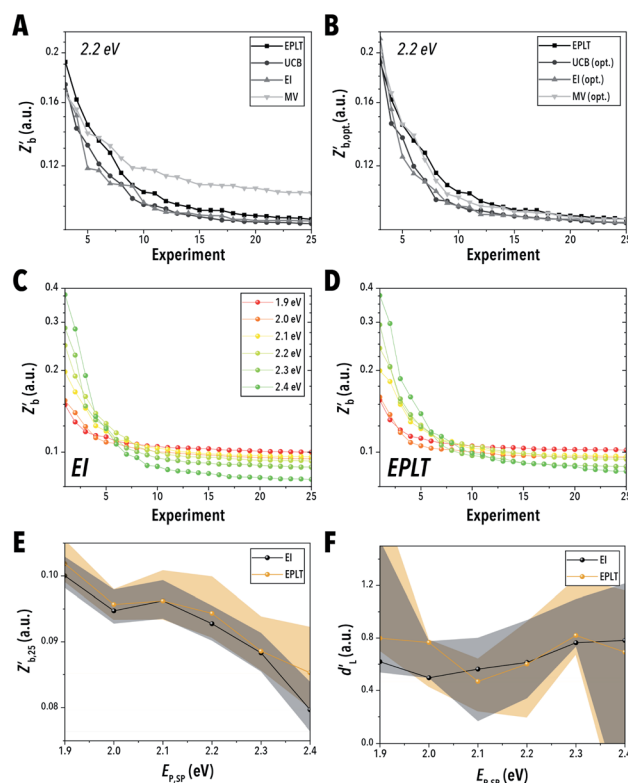 A
2.2 eV
EPLT
UCB
EI
MV
0.2
0.16
0.12
Z'b (a.u.)
5 10 15 20 25
Experiment
B
2.2 eV
EPLT
UCB (opt.)
EI (opt.)
MV (opt.)
0.2
0.16
0.12
Z'b,opt. (a.u.)
5 10 15 20 25
Experiment
C
1.9 eV
2.0 eV
2.1 eV
2.2 eV
2.3 eV
2.4 eV
0.4
0.3
0.2
0.1
Z'b (a.u.)
EI
5 10 15 20 25
Experiment
D
0.4
0.3
0.2
0.1
Z'b (a.u.)
EPLT
5 10 15 20 25
Experiment
E
EI
EPLT
0.10
0.09
0.08
Z'b,25 (a.u.)
1.9 2.0 2.1 2.2 2.3 2.4
EP,SP (eV)
F
EI
EPLT
1.2
0.8
0.4
0.0
d'L (a.u.)
1.9 2.0 2.1 2.2 2.3 2.4
EP,SP (eV)